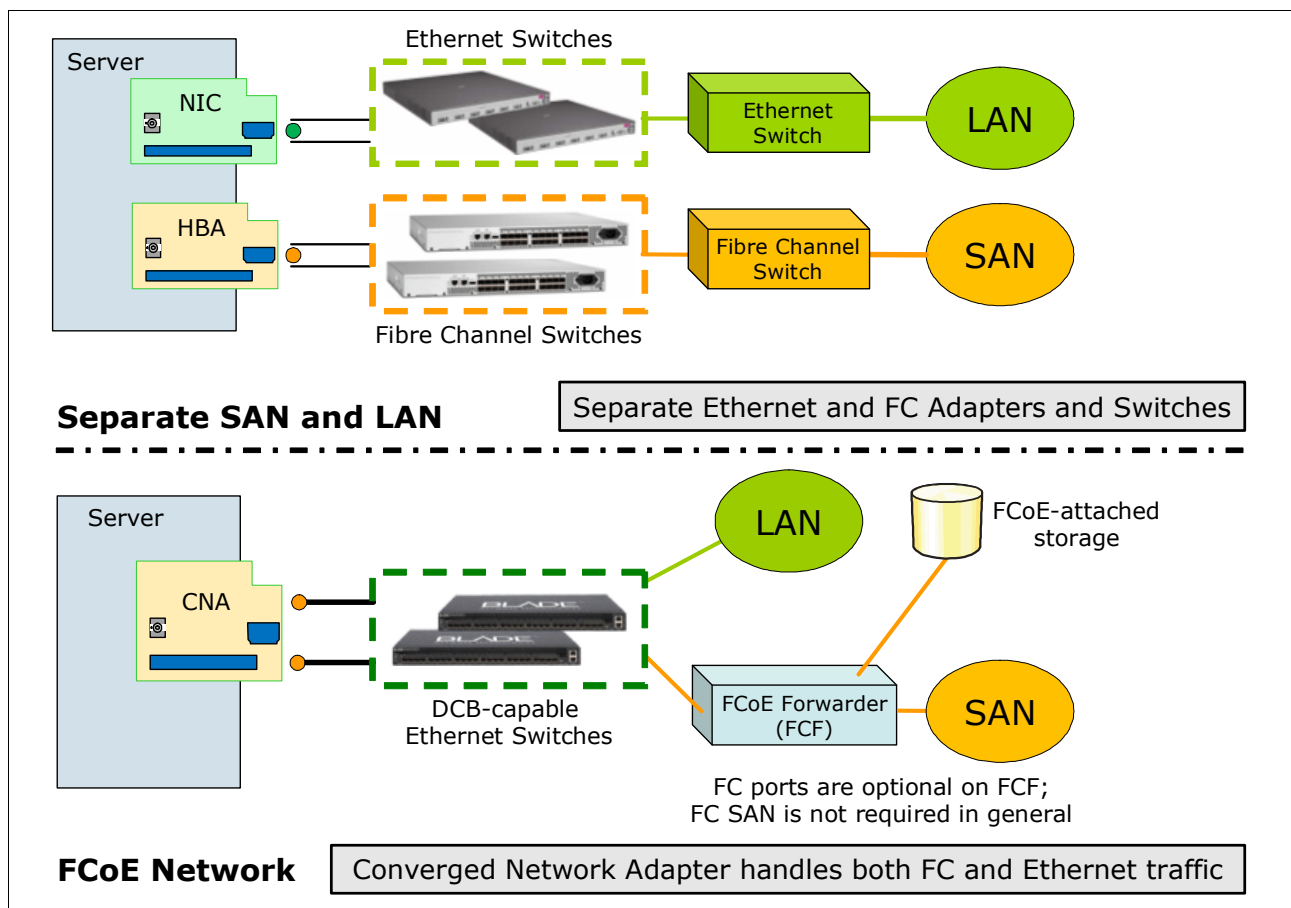 Ethernet Switches
Server
NIC
Ethernet
Switch
LAN
HBA
Fibre Channel
Switch
SAN
Fibre Channel Switches
Separate SAN and LAN
Separate Ethernet and FC Adapters and Switches
Server
LAN
FCoE-attached
storage
CNA
BLADE
BLADE
DCB-capable
Ethernet Switches
FCoE Forwarder
(FCF)
SAN
FC ports are optional on FCF;
FC SAN is not required in general
FCoE Network
Converged Network Adapter handles both FC and Ethernet traffic